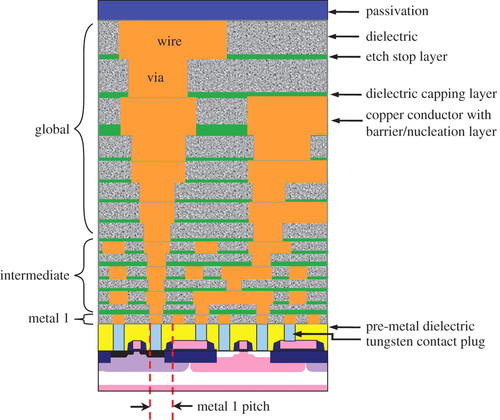 passivation
wire
dielectric
etch stop layer
via
dielectric capping layer
copper conductor with
barrier/nucleation layer
global
intermediate
metal 1
pre-metal dielectric
tungsten contact plug
metal 1 pitch